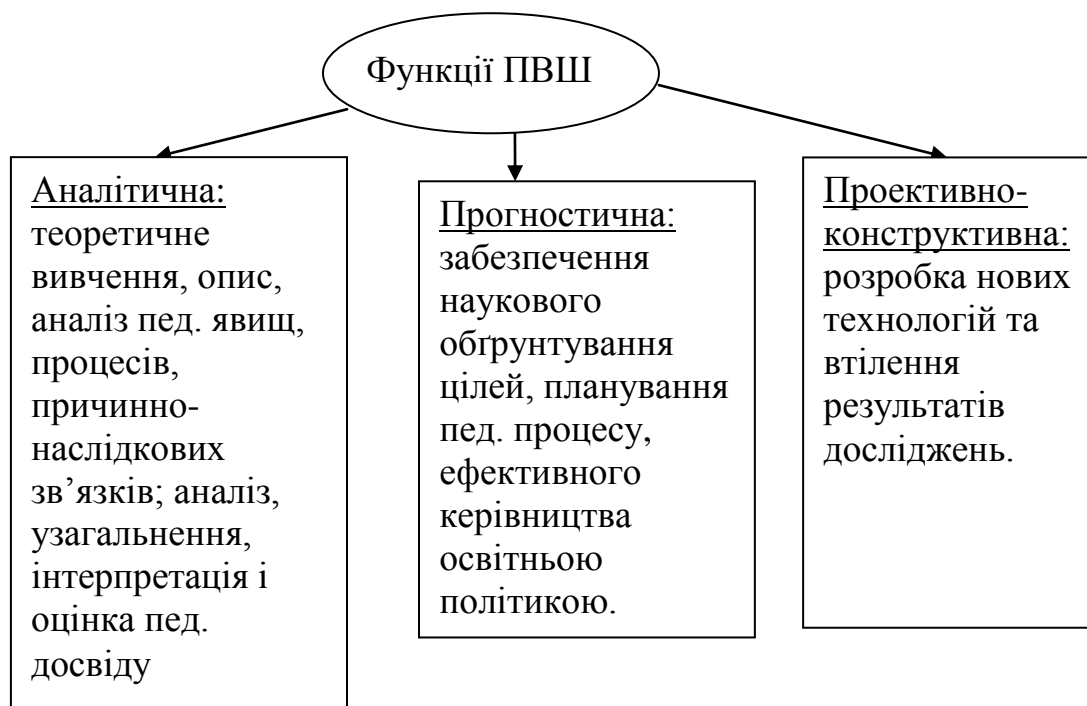 Функції ПВШ
Аналітична:
теоретичне
вивчення, опис,
аналіз пед. явищ,
процесів,
причинно-
наслідкових
зв’язків; аналіз,
узагальнення,
інтерпретація і
оцінка пед.
досвіду
Прогностична:
забезпечення
наукового
обґрунтування
цілей, планування
пед. процесу,
ефективного
керівництва
освітньою
політикою.
Проективно-
конструктивна:
розробка нових
технологій та
втілення
результатів
досліджень.